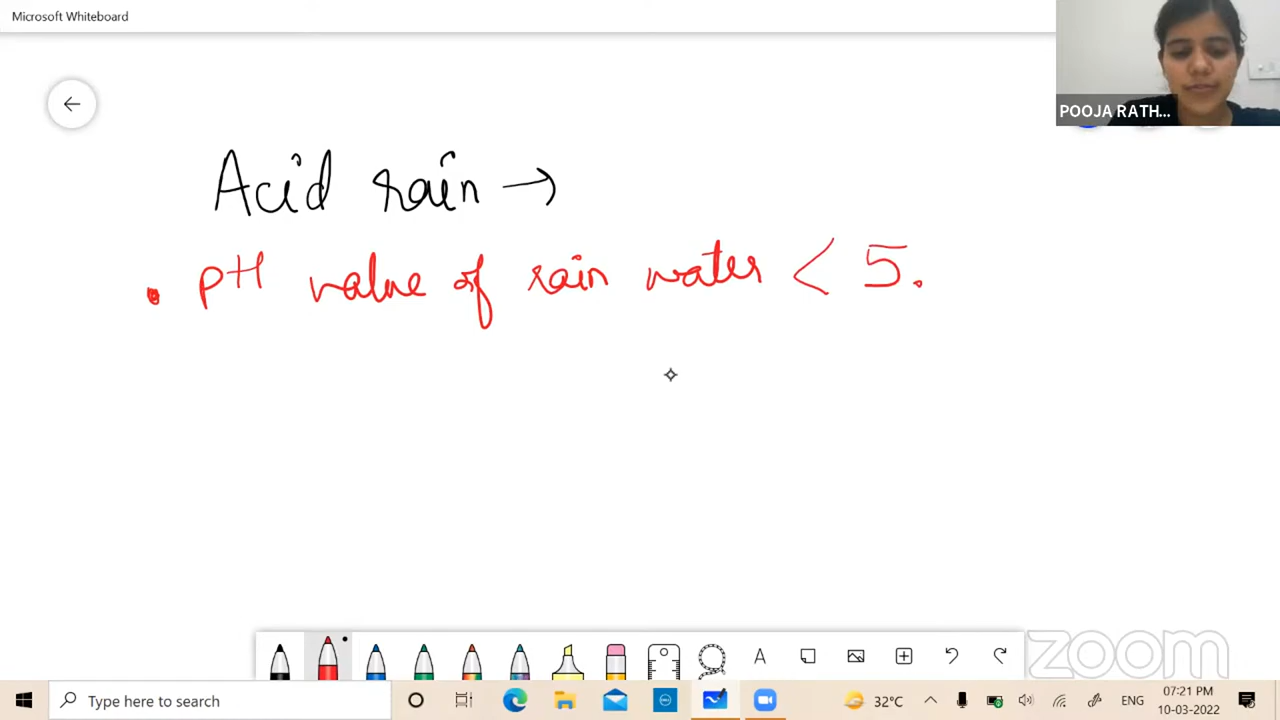 Microsoft Whiteboard
POOJA RATH...
Acid rain →
• pH value of rain water < 5.
A
zoom
Type here to search
32°C
ENG
07:21 PM
10-03-2022